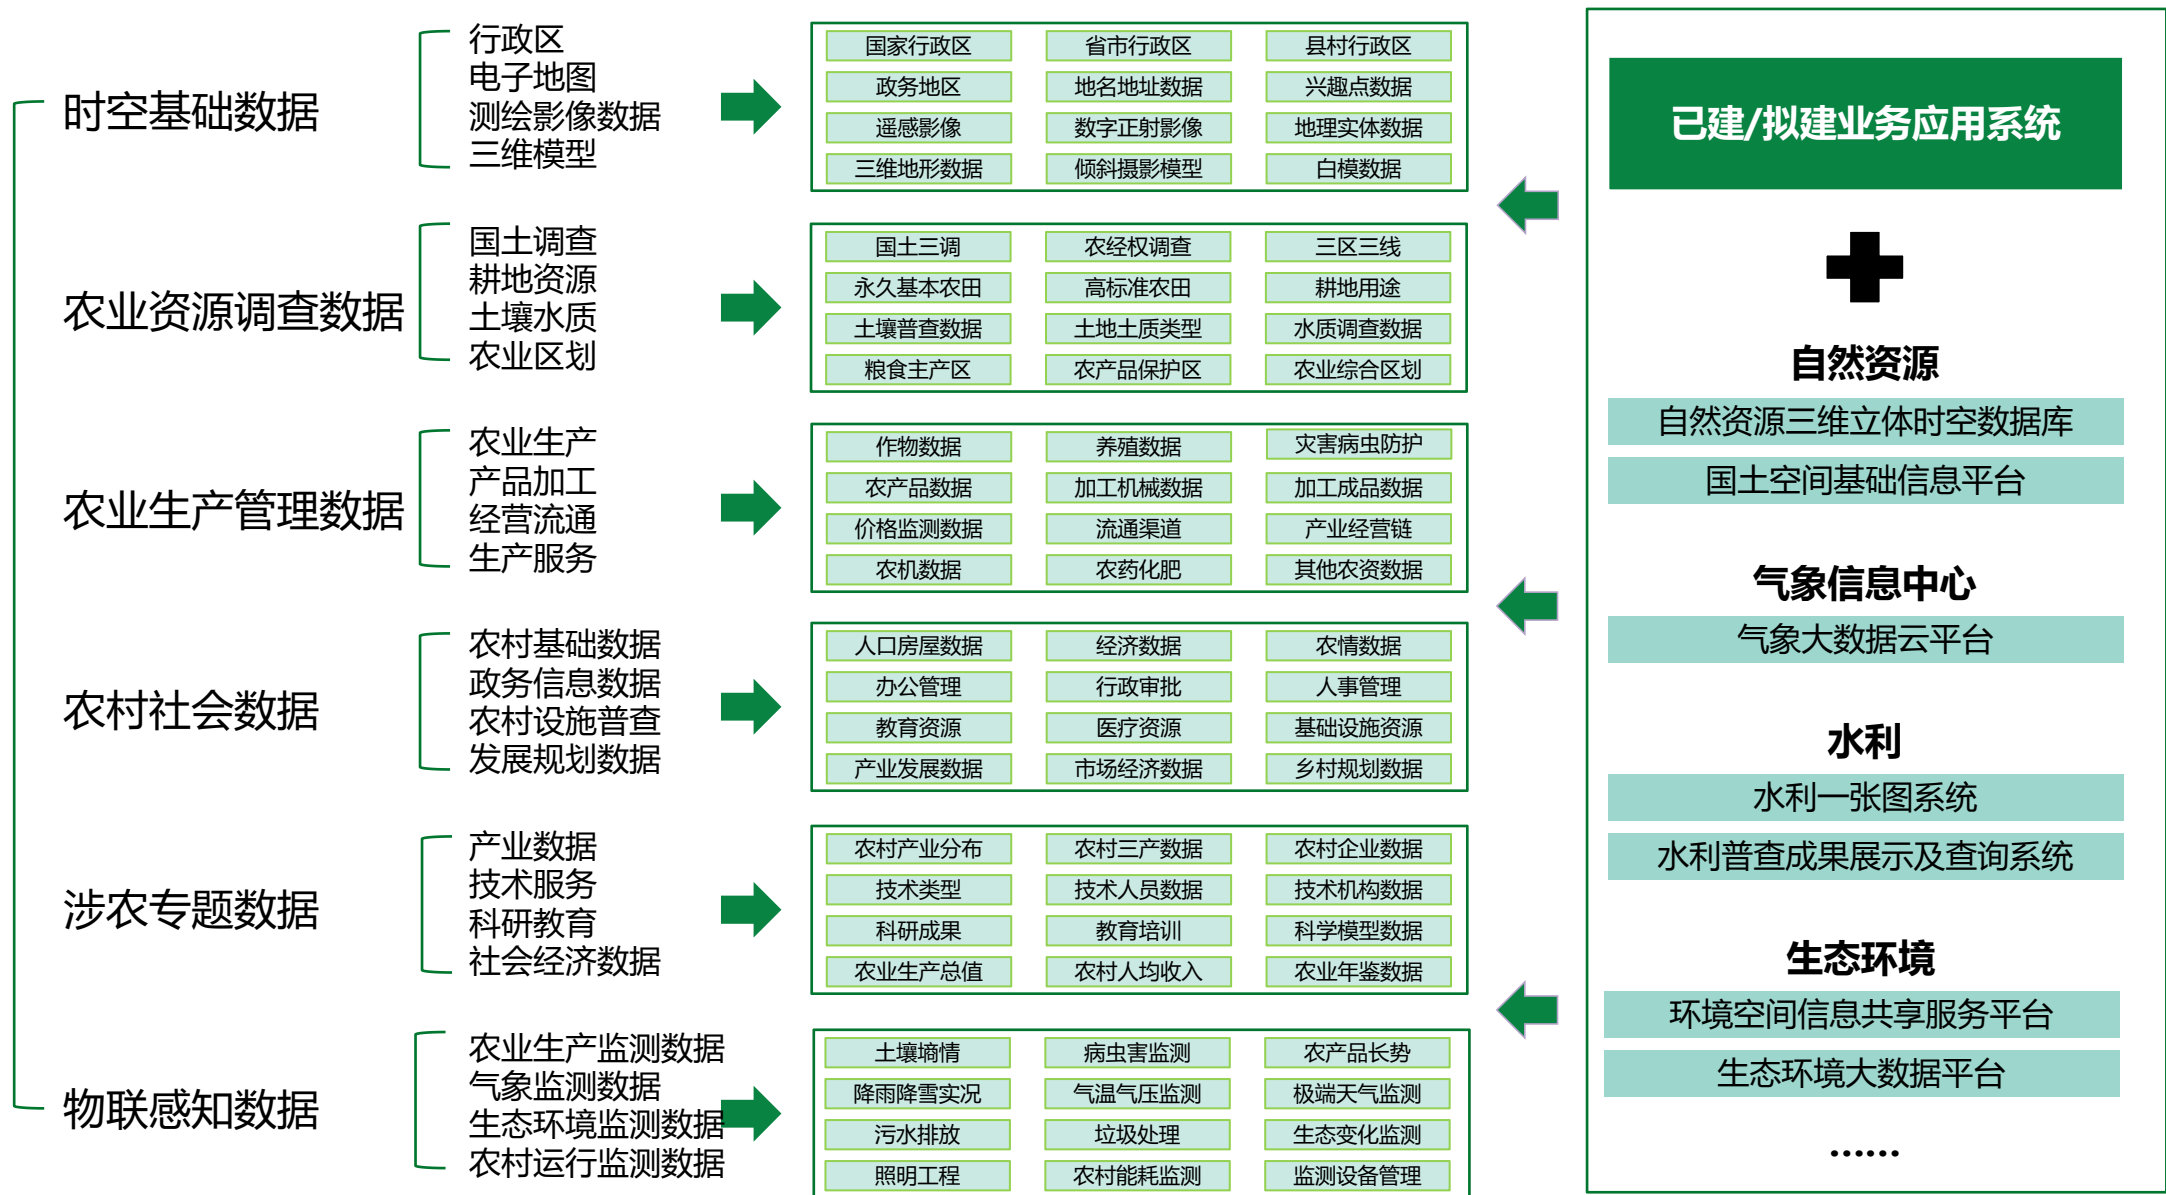 时空基础数据
行政区
电子地图
测绘影像数据
三维模型
国家行政区
省市行政区
县村行政区
政务地区
地名地址数据
兴趣点数据
遥感影像
数字正射影像
地理实体数据
三维地形数据
倾斜摄影模型
白模数据
农业资源调查数据
国土调查
耕地资源
土壤水质
农业区划
国土三调
农经权调查
三区三线
永久基本农田
高标准农田
耕地用途
土壤普查数据
土地土质类型
水质调查数据
粮食主产区
农产品保护区
农业综合区划
农业生产管理数据
农业生产
产品加工
经营流通
生产服务
作物数据
养殖数据
灾害病虫防护
农产品数据
加工机械数据
加工成品数据
价格监测数据
流通渠道
产业经营链
农机数据
农药化肥
其他农资数据
农村社会数据
农村基础数据
政务信息数据
农村设施普查
发展规划数据
人口房屋数据
经济数据
农情数据
办公管理
行政审批
人事管理
教育资源
医疗资源
基础设施资源
产业发展数据
市场经济数据
乡村规划数据
涉农专题数据
产业数据
技术服务
科研教育
社会经济数据
农村产业分布
农村三产数据
农村企业数据
技术类型
技术人员数据
技术机构数据
科研成果
教育培训
科学模型数据
农业生产总值
农村人均收入
农业年鉴数据
物联感知数据
农业生产监测数据
气象监测数据
生态环境监测数据
农村运行监测数据
土壤墒情
病虫害监测
农产品长势
降雨降雪实况
气温气压监测
极端天气监测
污水排放
垃圾处理
生态变化监测
照明工程
农村能耗监测
监测设备管理
已建/拟建业务应用系统
自然资源
自然资源三维立体时空数据库
国土空间基础信息平台
气象信息中心
气象大数据云平台
水利
水利一张图系统
水利普查成果展示及查询系统
生态环境
环境空间信息共享服务平台
生态环境大数据平台
……